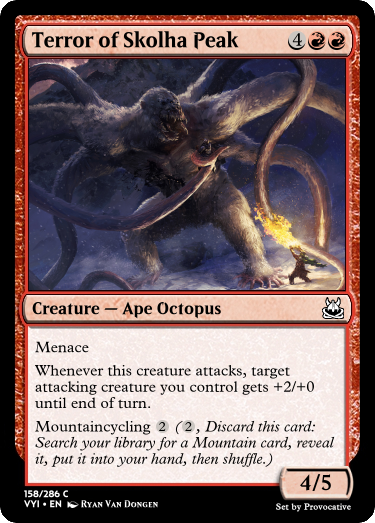 Terror of Skolha Peak 4
Creature — Ape Octopus
Menace
Whenever this creature attacks, target
attacking creature you control gets +2/+0
until end of turn.
Mountaincycling 2 (2, Discard this card:
Search your library for a Mountain card, reveal
it, put it into your hand, then shuffle.)
4/5
158/286 C
VYI • EN Ryan Van Dongen
Set by Provocative